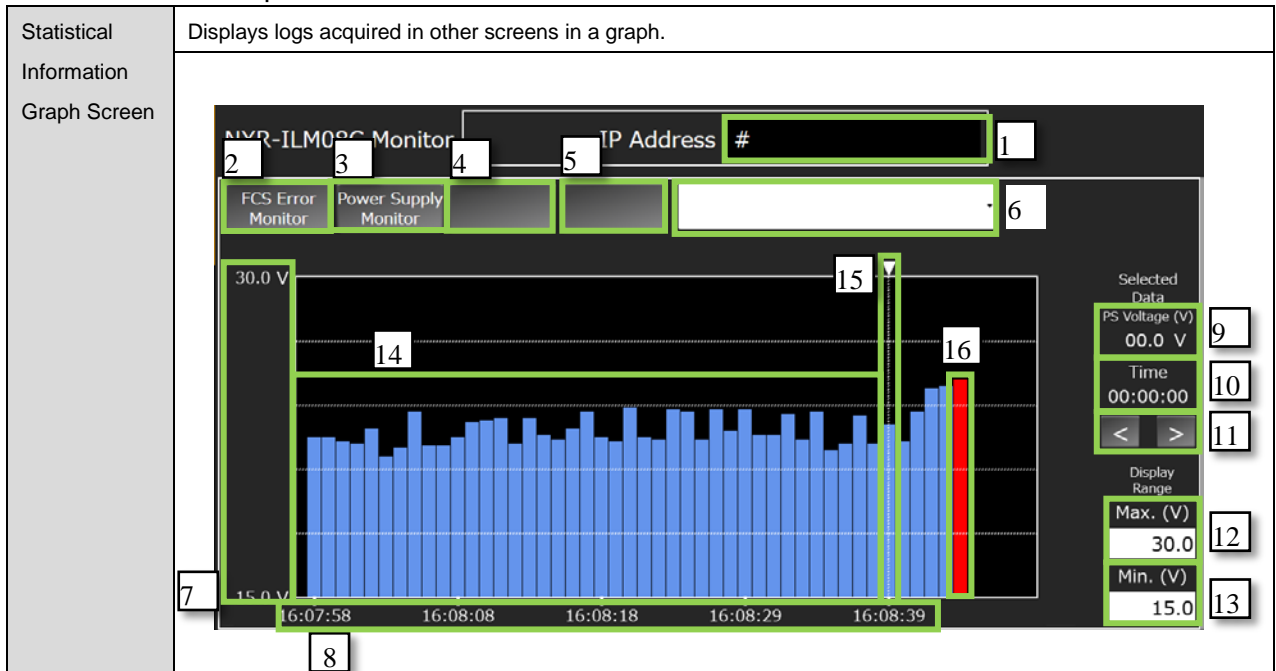 Statistical
Information
Graph Screen
Displays logs acquired in other screens in a graph.
Monitor
IP Address #
1
2
3
4
5
FCS Error
Monitor
Power Supply
Monitor
6
30.0 V
15
14
16
Selected
Data
PS Voltage (V)
00.0 V
9
Time
00:00:00
10
< >
11
Display
Range
Max. (V)
30.0
12
Min. (V)
15.0
13
7
15.0 V
16:07:58 16:08:08 16:08:18 16:08:29 16:08:39
8